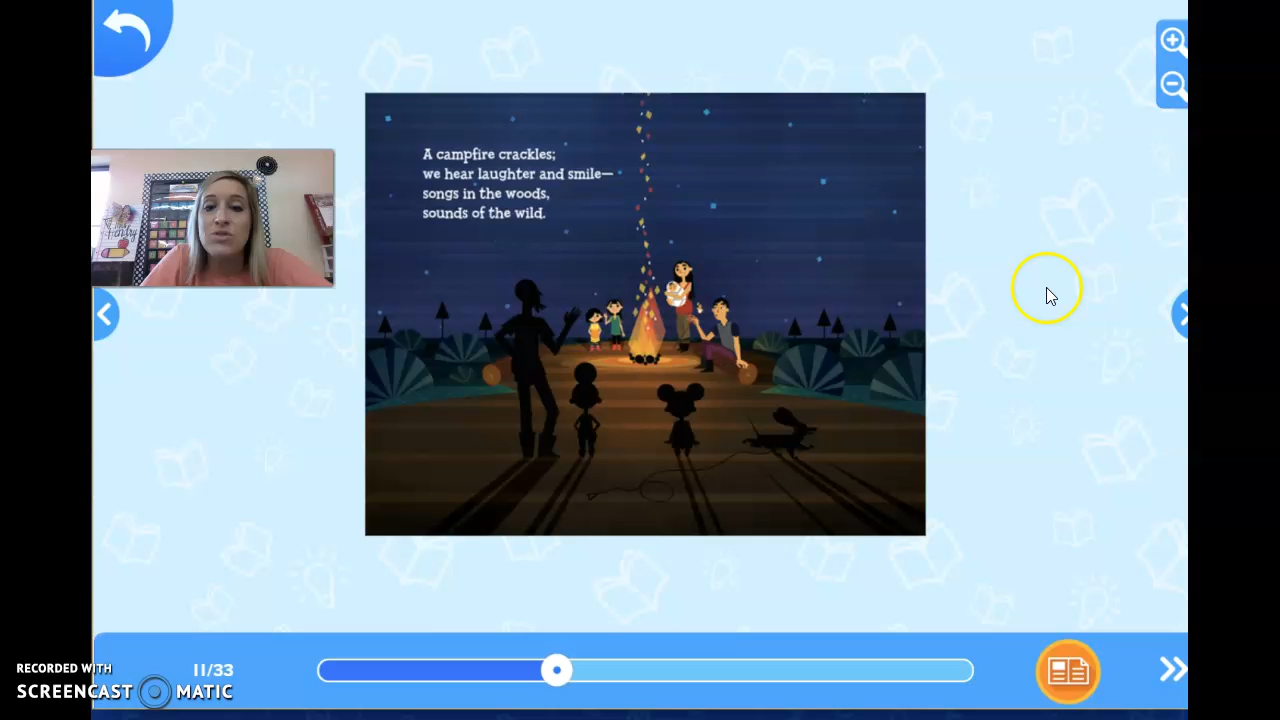 A campfire crackles;
we hear laughter and smile—
songs in the woods,
sounds of the wild.
11/33
RECORDED WITH
SCREENCAST MATIC